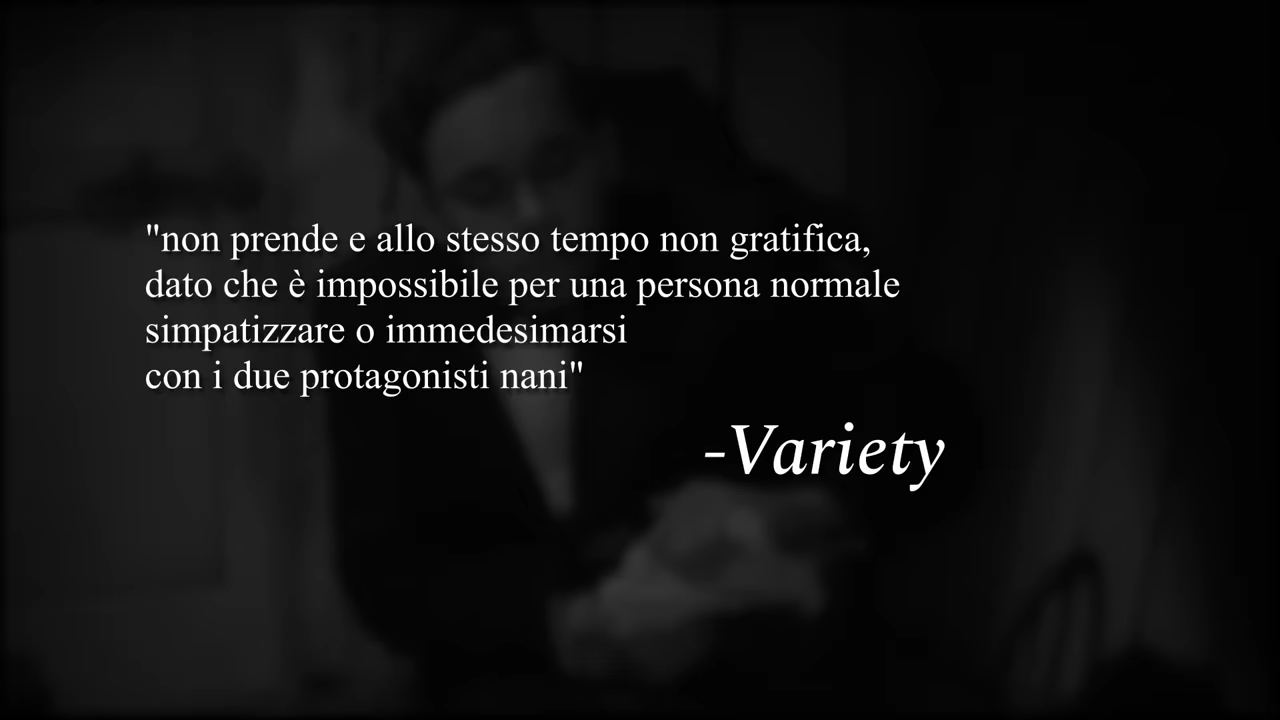 "non prende e allo stesso tempo non gratifica,
dato che è impossibile per una persona normale
simpatizzare o immedesimarsi
con i due protagonisti nani"
-Variety